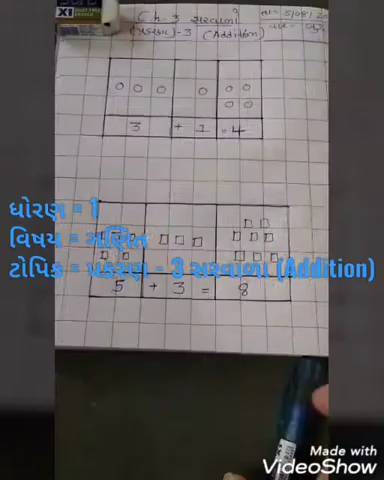 Ch-3 સરવાળો
(પ્રકરણ)-3 (Addition)
3 + 1 = 4
ધોરણ = 1
વિષય = ગણિત
ટોપિક = પ્રકરણ - 3 સરવાળા (Addition)
5 + 3 = 8
Made with
VideoShow